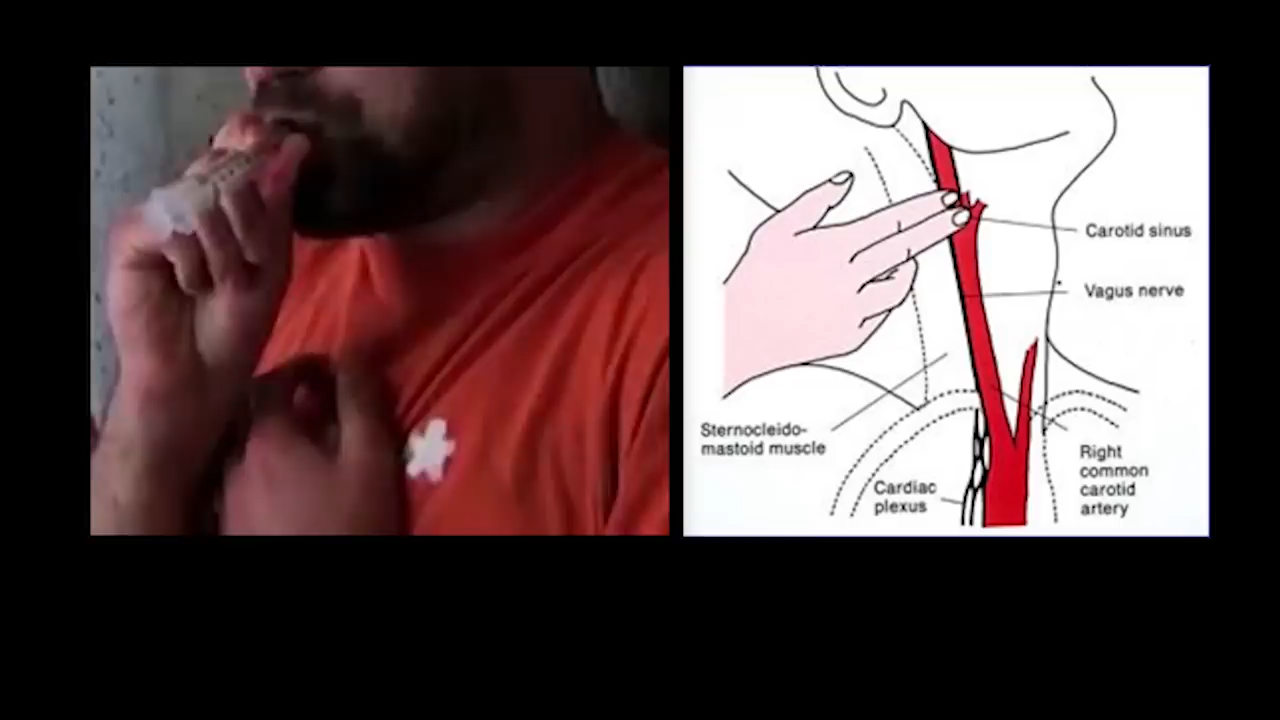 Carotid sinus
Vagus nerve
Sternocleido-
mastoid muscle
Cardiac
plexus
Right
common
carotid
artery